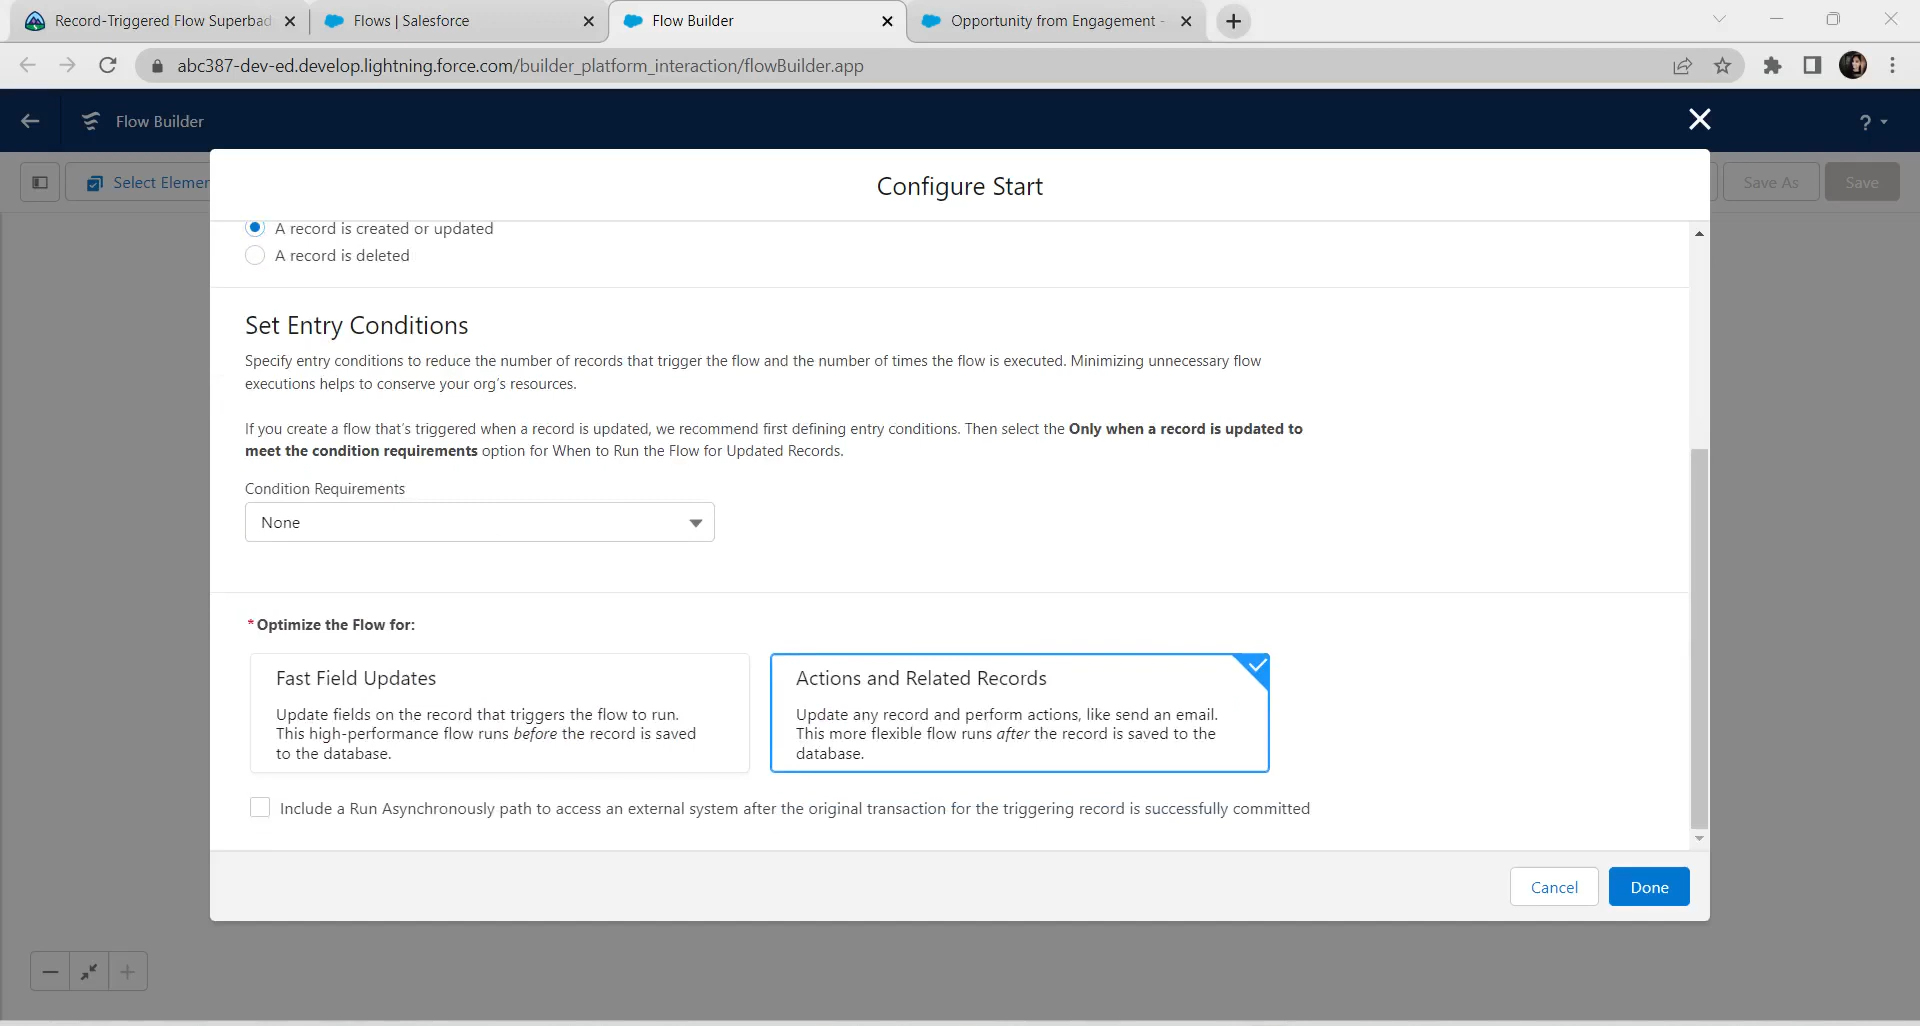 Record-Triggered Flow Superbad
Flows | Salesforce
Flow Builder
Opportunity from Engagement -
abc387-dev-ed.develop.lightning.force.com/builder_platform_interaction/flowBuilder.app
Flow Builder
?
Select Elemen
Save As
Save
Configure Start
A record is created or updated
A record is deleted
Set Entry Conditions
Specify entry conditions to reduce the number of records that trigger the flow and the number of times the flow is executed. Minimizing unnecessary flow
executions helps to conserve your org's resources.
If you create a flow that's triggered when a record is updated, we recommend first defining entry conditions. Then select the Only when a record is updated to
meet the condition requirements option for When to Run the Flow for Updated Records.
Condition Requirements
None
*Optimize the Flow for:
Fast Field Updates
Update fields on the record that triggers the flow to run.
This high-performance flow runs before the record is saved
to the database.
Actions and Related Records
Update any record and perform actions, like send an email.
This more flexible flow runs after the record is saved to the
database.
Include a Run Asynchronously path to access an external system after the original transaction for the triggering record is successfully committed
Cancel
Done